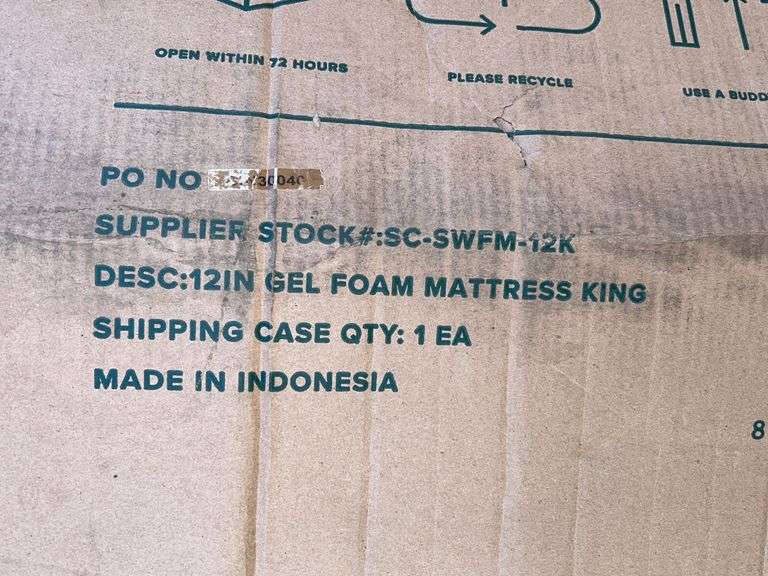 OPEN WITHIN 72 HOURS
PLEASE RECYCLE
USE A
PO NO
SUPPLIER STOCK#:SC-SWFM-12K
DESC:12IN GEL FOAM MATTRESS KING
SHIPPING CASE QTY: 1 EA
MADE IN INDONESIA
8